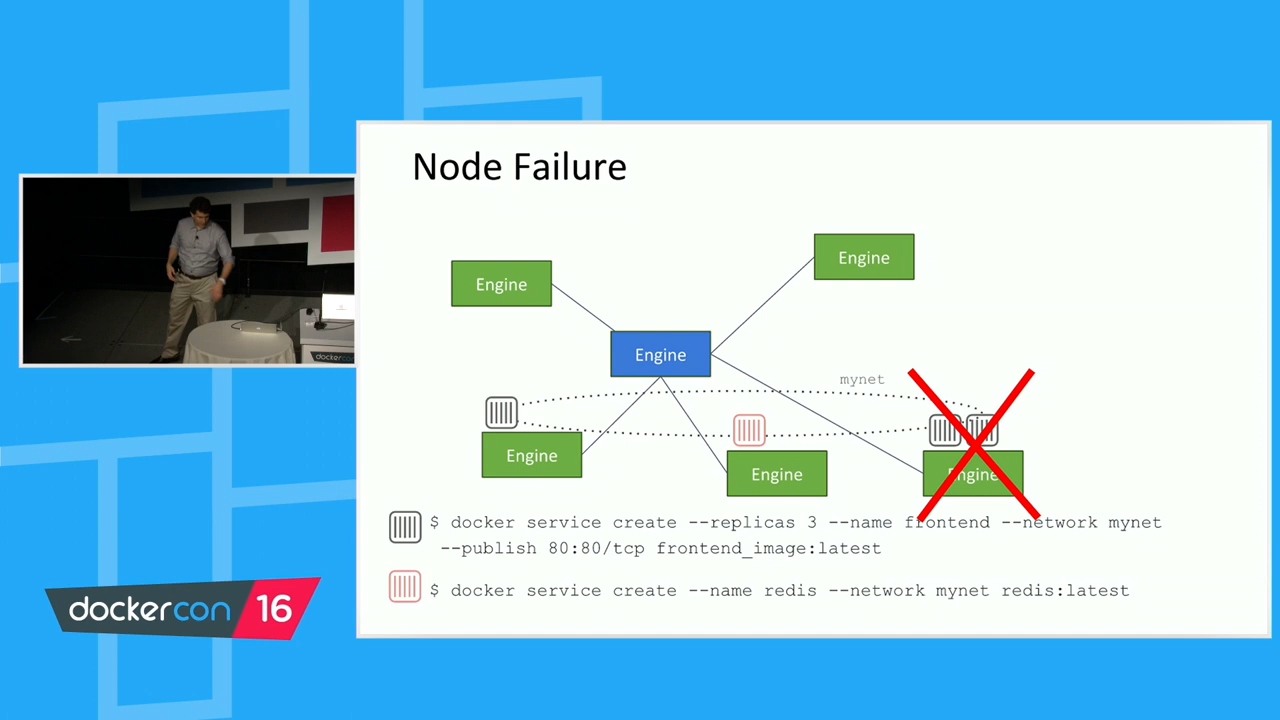 Node Failure
Engine
Engine
Engine
mynet
Engine
Engine
Engine
$ docker service create --replicas 3 --name frontend --network mynet
--publish 80:80/tcp frontend_image:latest
$ docker service create --name redis --network mynet redis:latest
dockercon 16
dockercon